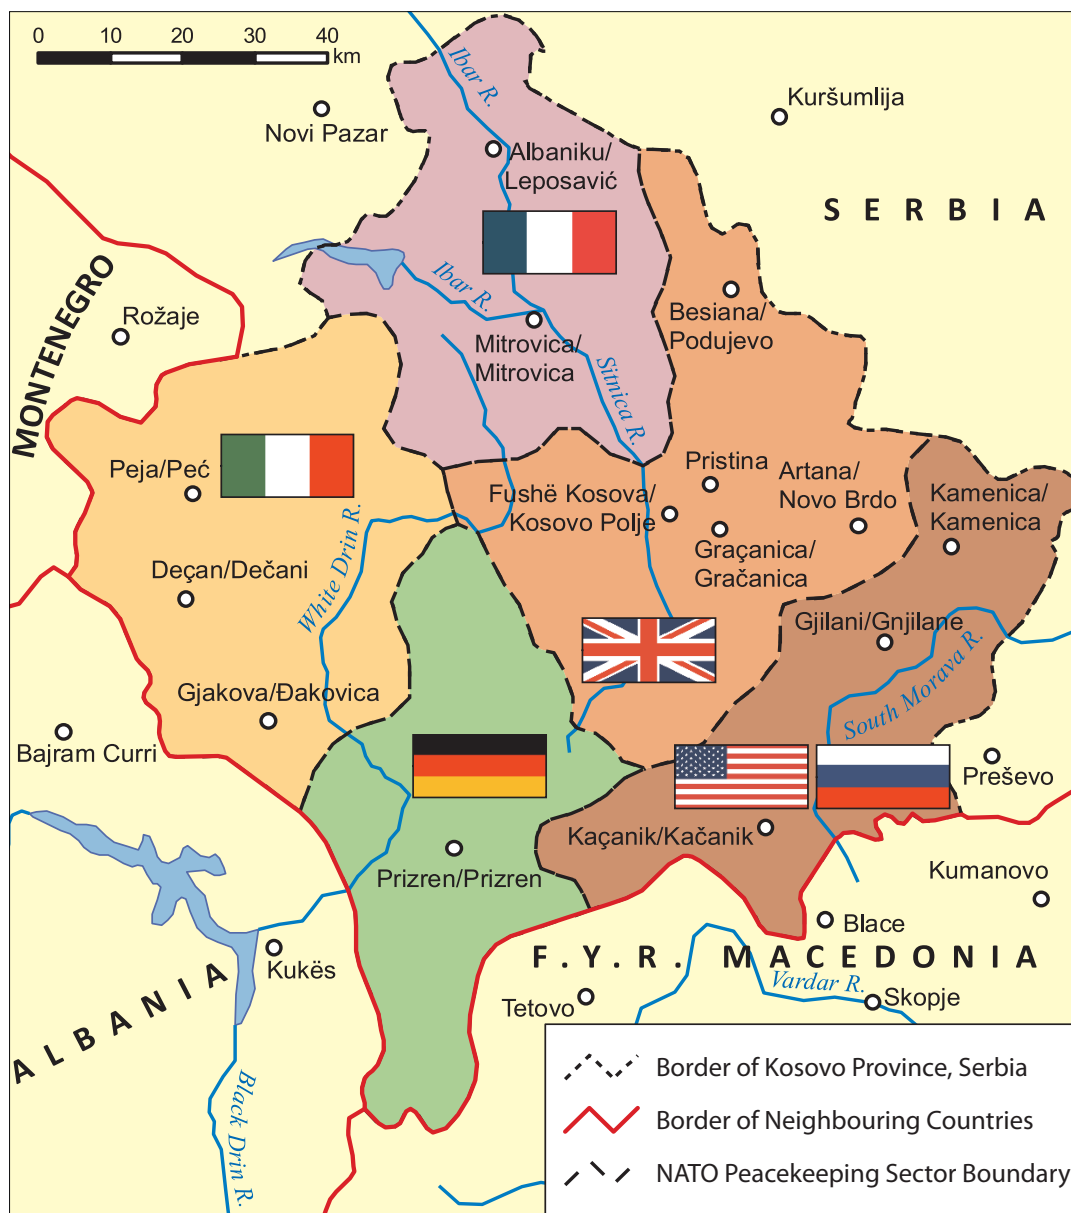 0 10 20 30 40
km
Ibar R.
Kuršumlija
Novi Pazar
Albaniku/
Leposavić
SERBIA
MONTENEGRO
Rožaje
Ibar R.
Besiana/
Podujevo
Mitrovica/
Mitrovica
Sitnica R.
Peja/Peć
Pristina
Artana/
Novo Brdo
Fushë Kosova/
Kosovo Polje
Kamenica/
Kamenica
Graçanica/
Gračanica
White Drin R.
Deçan/Dečani
Gjilani/Gnjilane
South Morava R.
Gjakova/Đakovica
Bajram Curri
Preševo
Kaçanik/Kačanik
Prizren/Prizren
Kumanovo
Blace
Kukës
F.Y.R. MACEDONIA
ALBANIA
Vardar R.
Tetovo
Skopje
Black Drin R.
Border of Kosovo Province, Serbia
Border of Neighbouring Countries
NATO Peacekeeping Sector Boundary